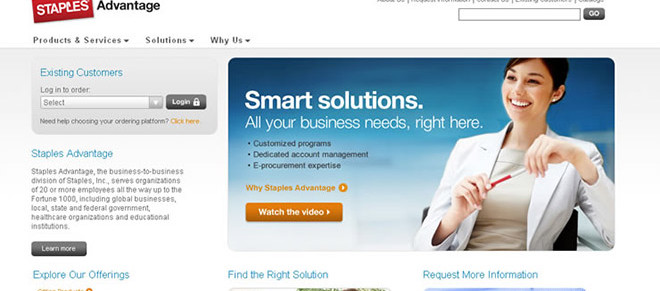 STAPLES Advantage
About Us | Request Information | Contact Us | Existing Customers | Catalogs
GO
Products & Services Solutions Why Us
Existing Customers
Log in to order:
Select Login
Need help choosing your ordering platform? Click here.
Staples Advantage
Staples Advantage, the business-to-business
division of Staples, Inc., serves organizations
of 20 or more employees all the way up to the
Fortune 1000, including global businesses,
local, state and federal government,
healthcare organizations and educational
institutions.
Learn more
Smart solutions.
All your business needs, right here.
• Customized programs
• Dedicated account management
• E-procurement expertise
Why Staples Advantage
Watch the video
Explore Our Offerings
Find the Right Solution
Request More Information